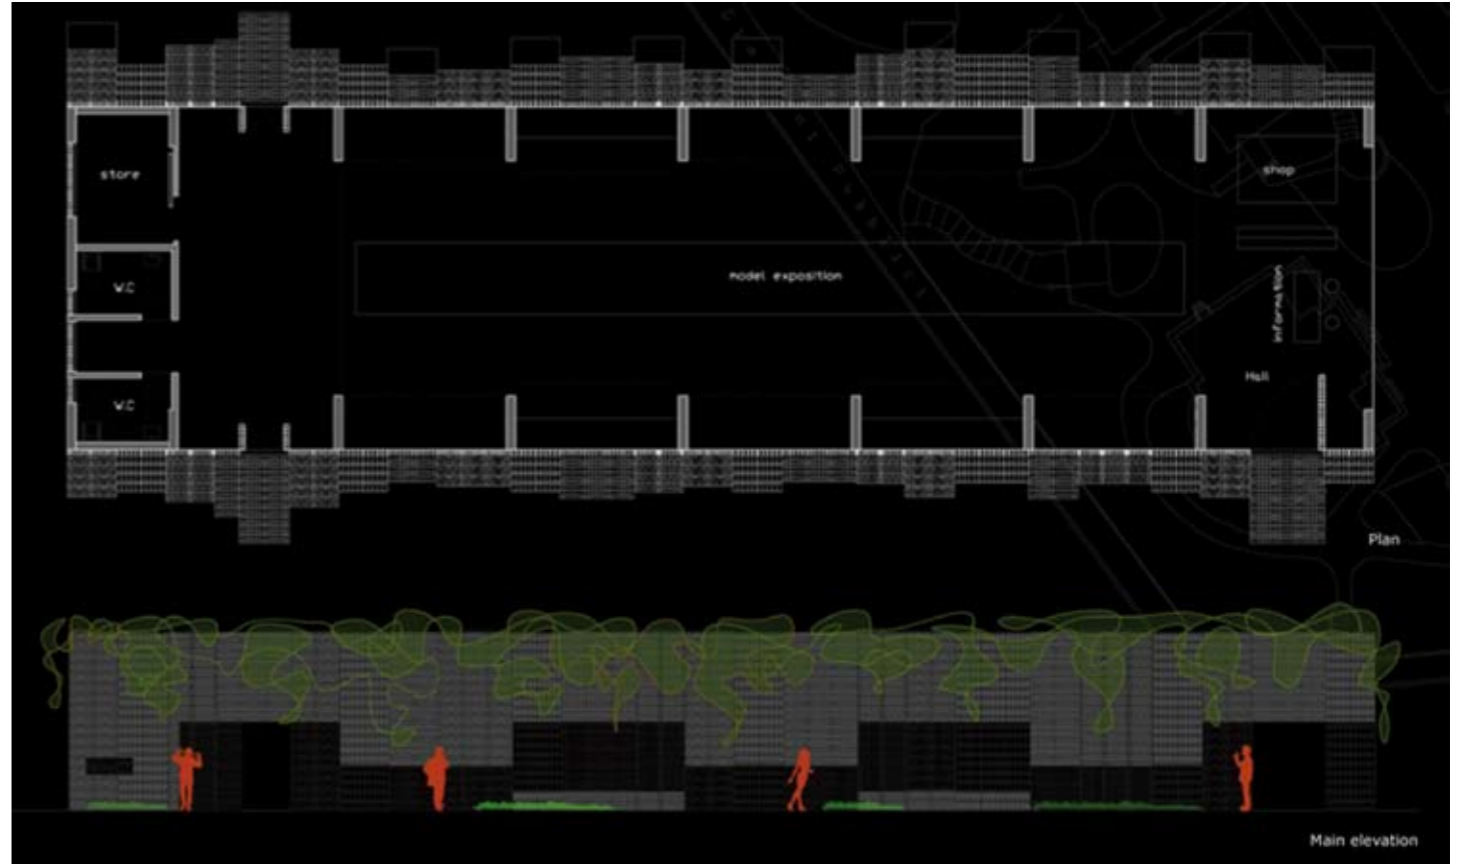 store
shop
model exposition
W.C
information
Hall
W.C
Plan
Main elevation